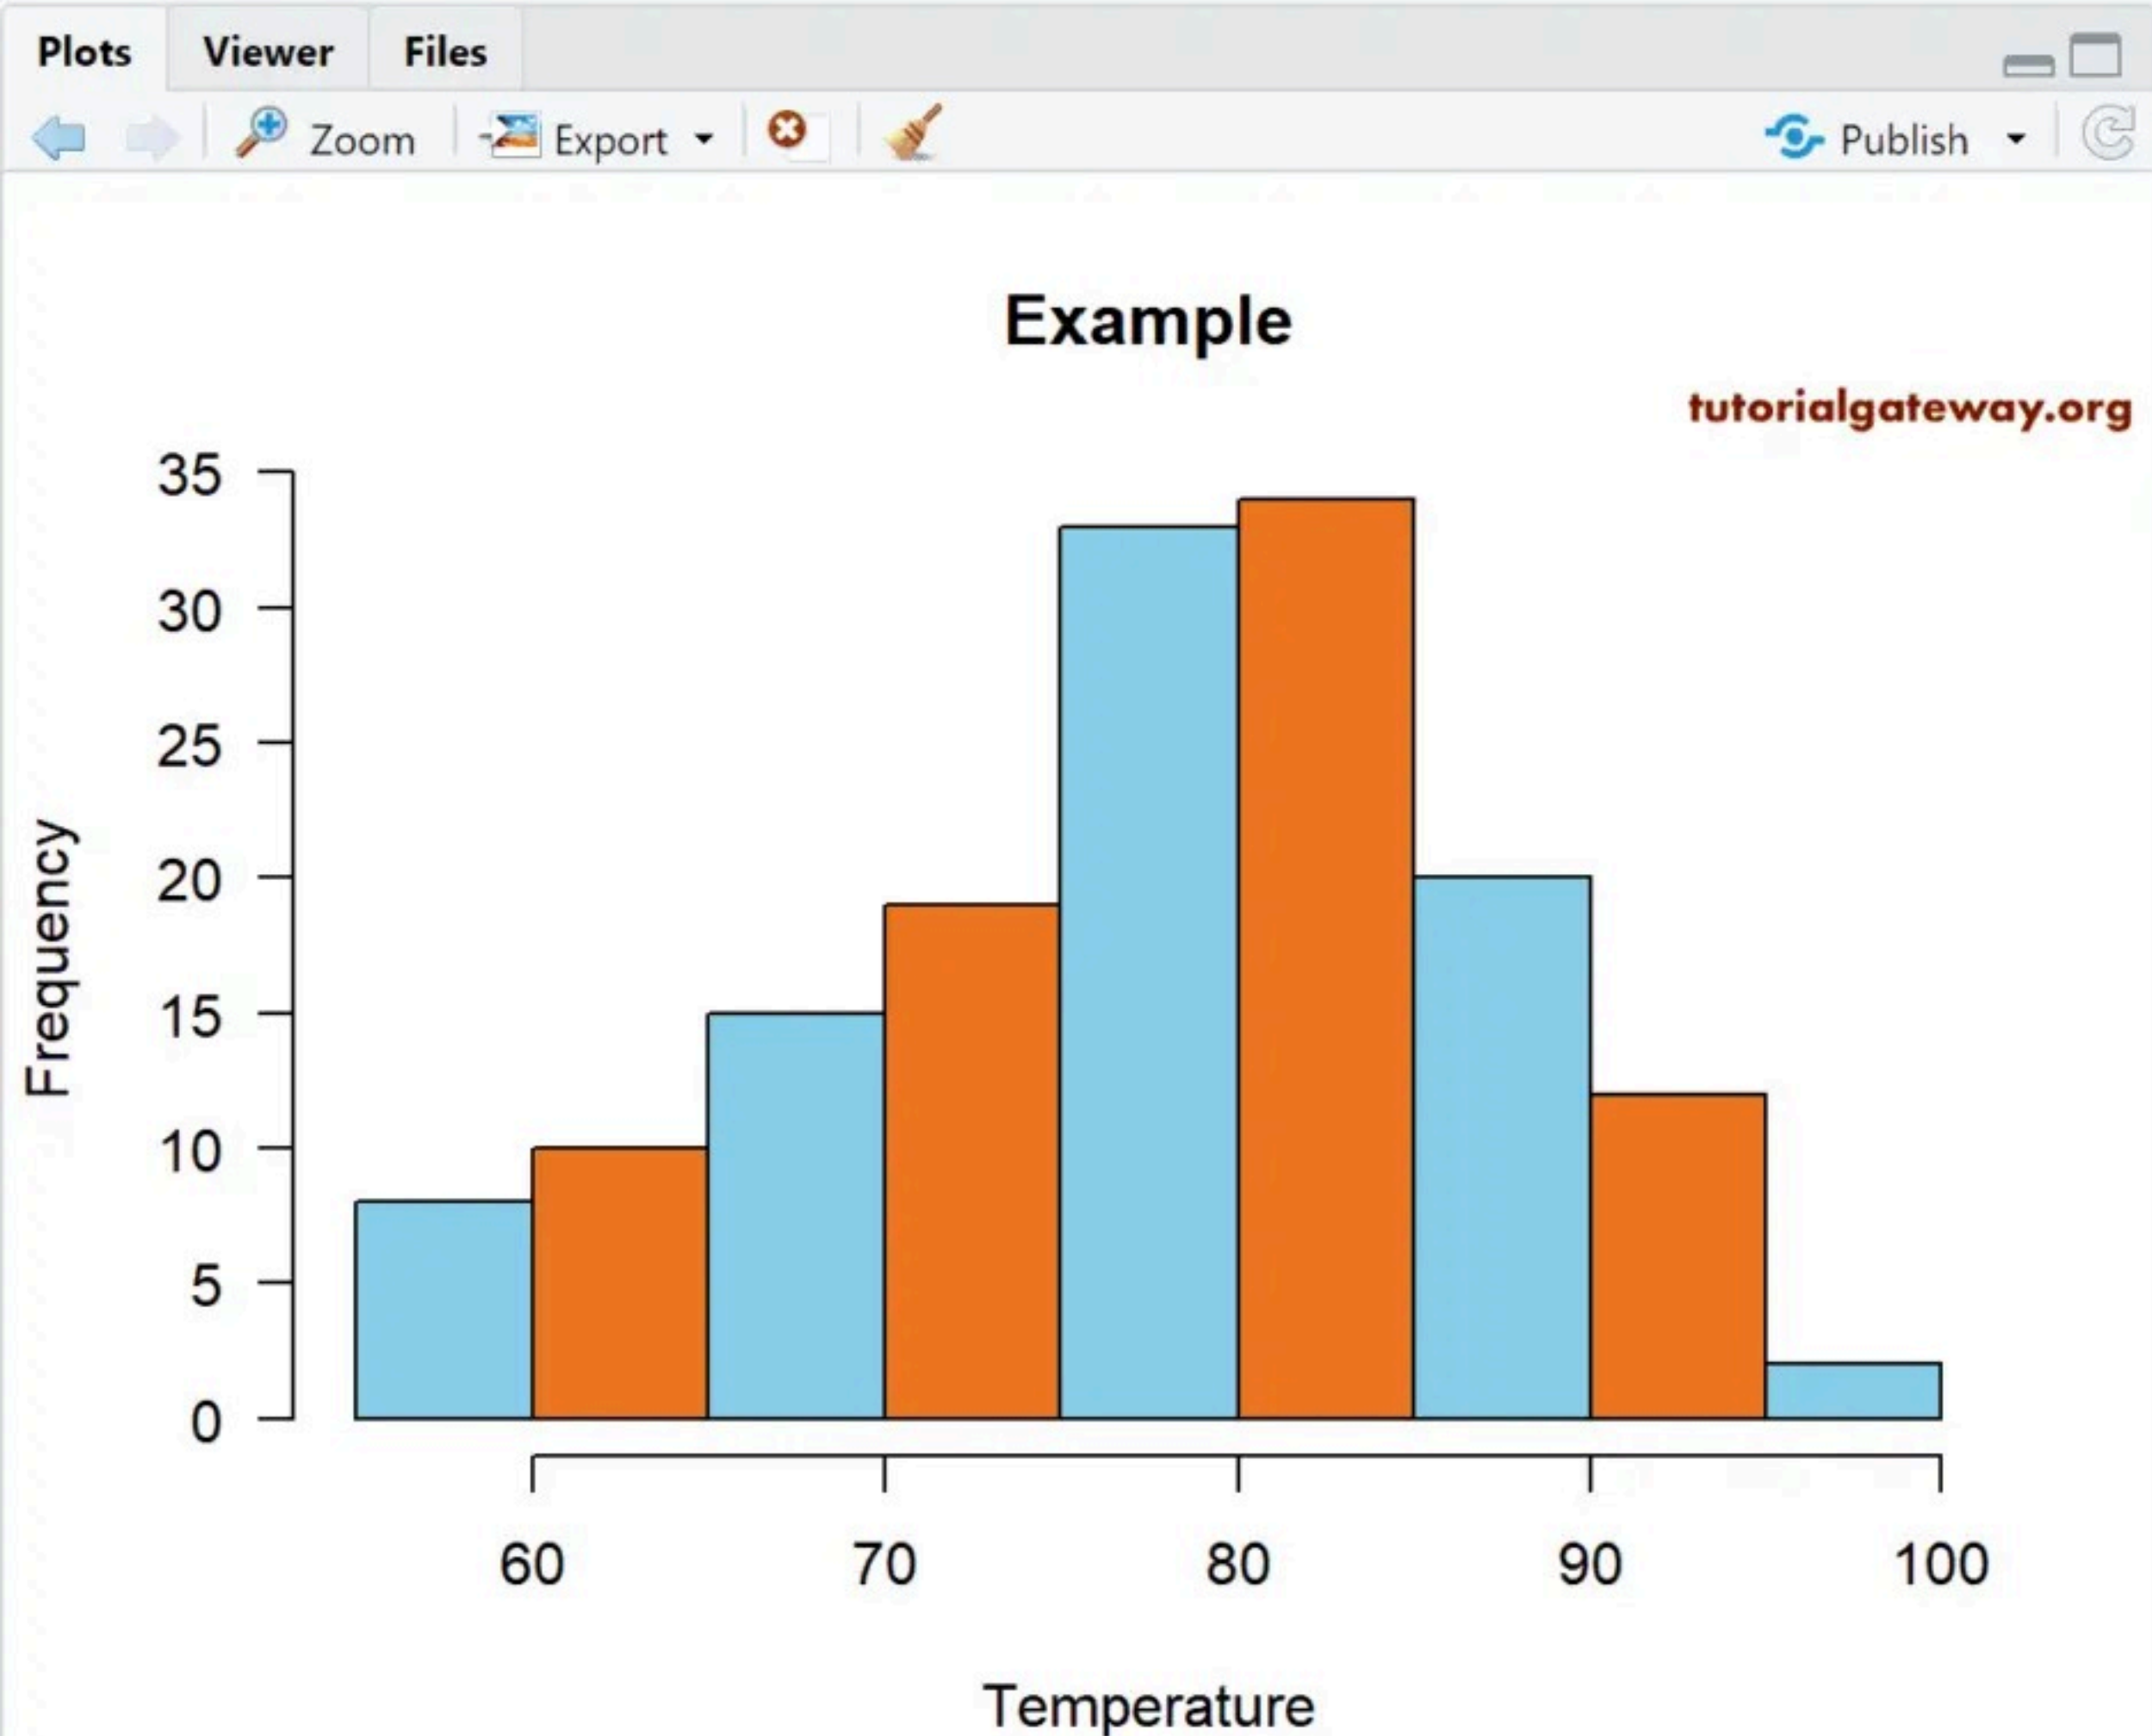 Plots Viewer Files
Zoom Export Publish
Example
tutorialgateway.org
35
30
25
20
15
10
5
0
Frequency
60 70 80 90 100
Temperature